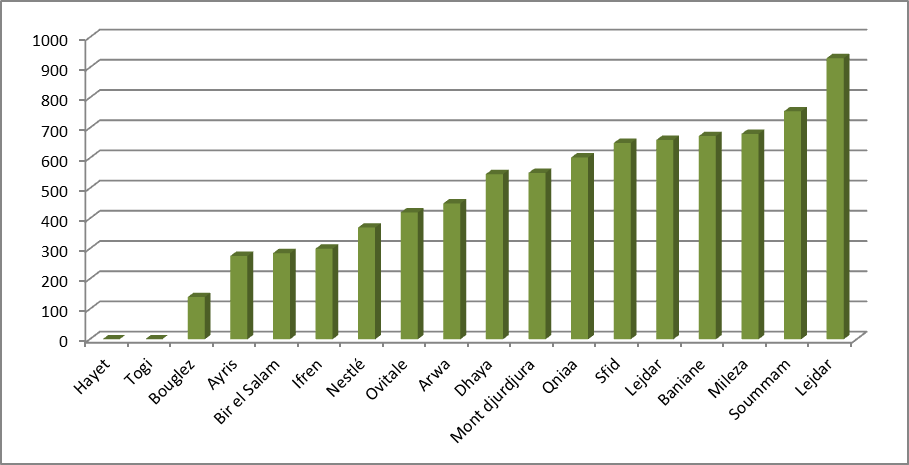 1000
900
800
700
600
500
400
300
200
100
0
Hayet
Togi
Bouglez
Ayris
Bir el Salam
Ifren
Nestlé
Ovitale
Arwa
Dhaya
Mont djurdjura
Qniaa
Sfid
Lejdar
Baniane
Mileza
Soummam
Lejdar